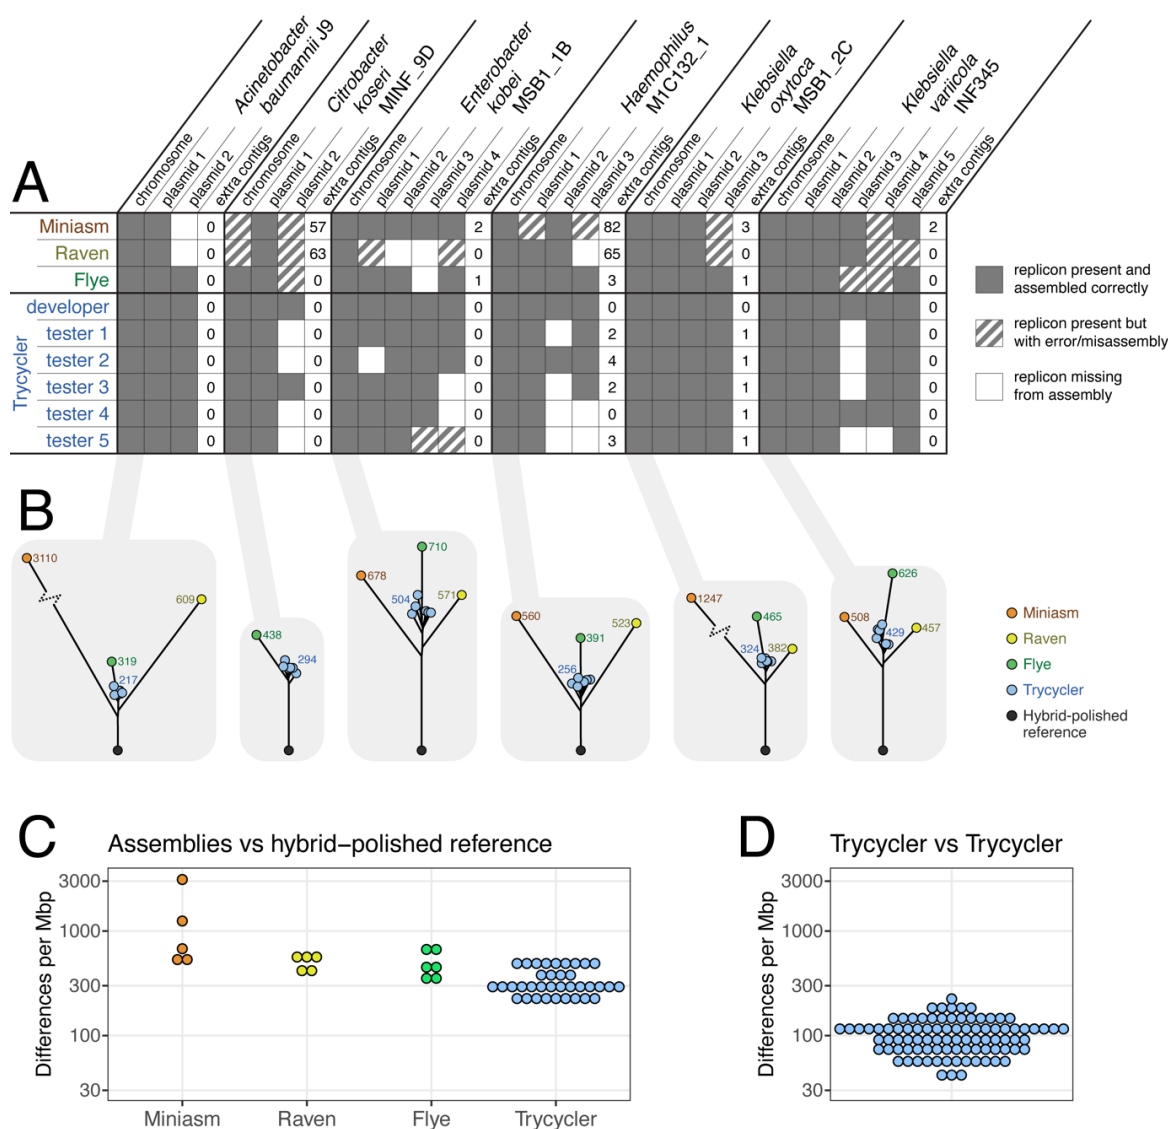 A
Acinetobacter
baumannii J9
Citrobacter
koseri
MINF_9D
Enterobacter
kobei
MSB1_1B
Haemophilus
M1C132_1
Klebsiella
oxytoca
MSB1_2C
Klebsiella
variicola
INF345
chromosome
plasmid 1
plasmid 2
extra contigs
chromosome
plasmid 1
plasmid 2
extra contigs
chromosome
plasmid 1
plasmid 2
plasmid 3
plasmid 4
extra contigs
chromosome
plasmid 1
plasmid 2
plasmid 3
extra contigs
chromosome
plasmid 1
plasmid 2
plasmid 3
extra contigs
chromosome
plasmid 1
plasmid 2
plasmid 3
plasmid 4
plasmid 5
extra contigs
Miniasm 0 57 2 82 3 2
Raven 0 63 0 65 0 0
Flye 0 0 1 3 1 0
Trycycler
developer 0 0 0 0 0 0
tester 1 0 0 0 2 1 0
tester 2 0 0 0 4 1 0
tester 3 0 0 0 2 1 0
tester 4 0 0 0 0 1 0
tester 5 0 0 0 3 1 0
replicon present and
assembled correctly
replicon present but
with error/misassembly
replicon missing
from assembly
B
3110
609
319
217
438
294
710
678
571
504
560
523
391
256
1247
465
324
382
626
508
429
457
Miniasm
Raven
Flye
Trycycler
Hybrid-polished
reference
C
Assemblies vs hybrid−polished reference
Differences per Mbp
3000
1000
300
100
30
Miniasm Raven Flye Trycycler
D
Trycycler vs Trycycler
Differences per Mbp
3000
1000
300
100
30